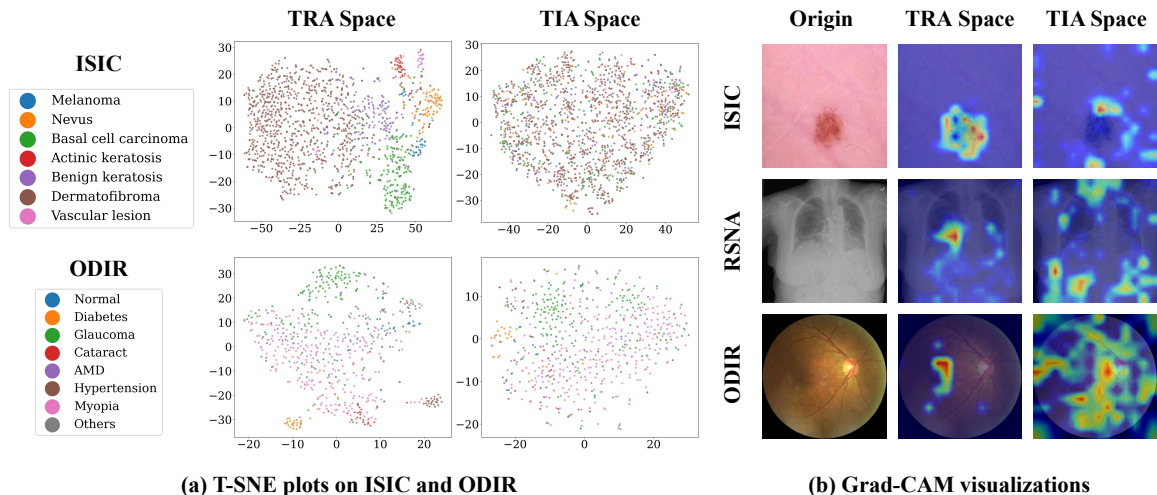 TRA Space
TIA Space
ISIC
Melanoma
Nevus
Basal cell carcinoma
Actinic keratosis
Benign keratosis
Dermatofibroma
Vascular lesion
30
20
10
0
−10
−20
−30
−50
−25
0
25
50
30
20
10
0
−10
−20
−30
−40
−20
0
20
40
ODIR
Normal
Diabetes
Glaucoma
Cataract
AMD
Hypertension
Myopia
Others
30
20
10
0
−10
−20
−30
−20
−10
0
10
20
10
0
−10
−20
−20
0
20
(a) T-SNE plots on ISIC and ODIR
Origin
TRA Space
TIA Space
ISIC
RSNA
ODIR
(b) Grad-CAM visualizations